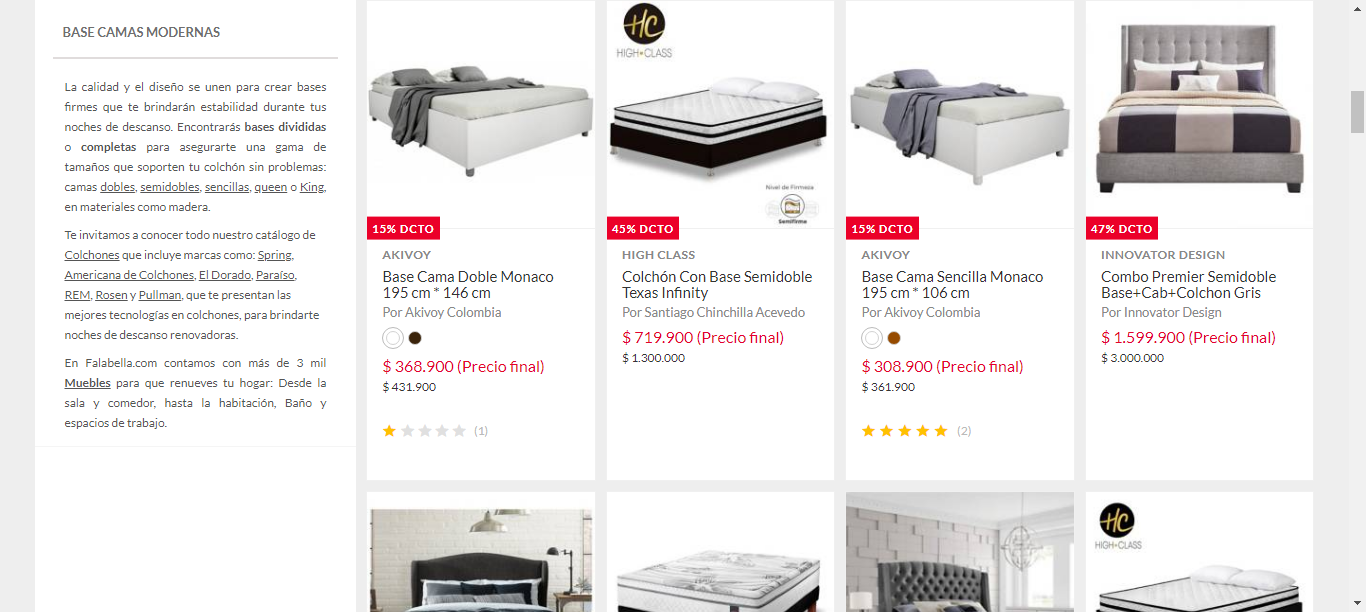 BASE CAMAS MODERNAS
La calidad y el diseño se unen para crear bases
firmes que te brindarán estabilidad durante tus
noches de descanso. Encontrarás bases divididas
o completas para asegurarte una gama de
tamaños que soporten tu colchón sin problemas:
camas dobles, semidobles, sencillas, queen o King,
en materiales como madera.
Te invitamos a conocer todo nuestro catálogo de
Colchones que incluye marcas como: Spring,
Americana de Colchones, El Dorado, Paraíso,
REM, Rosen y Pullman, que te presentan las
mejores tecnologías en colchones, para brindarte
noches de descanso renovadoras.
En Falabella.com contamos con más de 3 mil
Muebles para que renueves tu hogar: Desde la
sala y comedor, hasta la habitación, Baño y
espacios de trabajo.
15% DCTO
AKIVOY
Base Cama Doble Monaco
195 cm * 146 cm
Por Akivoy Colombia
$ 368.900 (Precio final)
$ 431.900
(1)
HC
HIGH CLASS
Nivel de Firmeza
Semifirme
45% DCTO
HIGH CLASS
Colchón Con Base Semidoble
Texas Infinity
Por Santiago Chinchilla Acevedo
$ 719.900 (Precio final)
$ 1.300.000
15% DCTO
AKIVOY
Base Cama Sencilla Monaco
195 cm * 106 cm
Por Akivoy Colombia
$ 308.900 (Precio final)
$ 361.900
(2)
47% DCTO
INNOVATOR DESIGN
Combo Premier Semidoble
Base+Cab+Colchon Gris
Por Innovator Design
$ 1.599.900 (Precio final)
$ 3.000.000
HC
HIGH CLASS